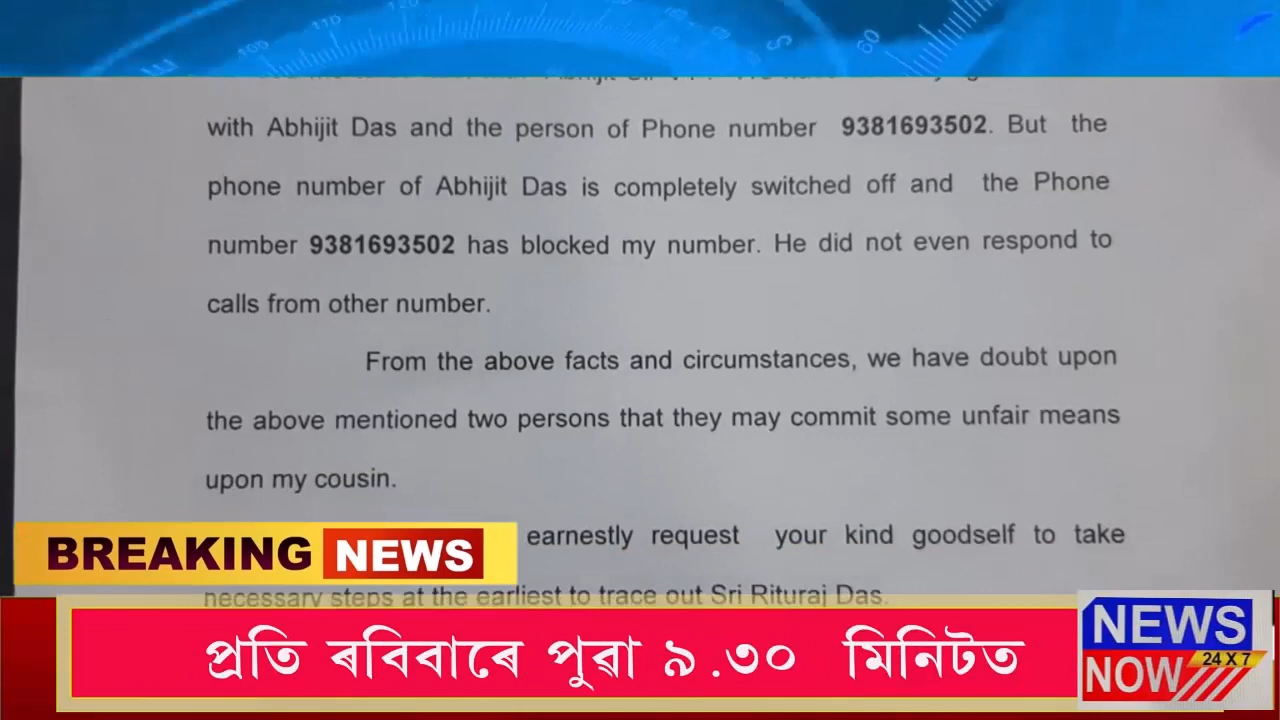 with Abhijit Das and the person of Phone number 9381693502. But the
phone number of Abhijit Das is completely switched off and the Phone
number 9381693502 has blocked my number. He did not even respond to
calls from other number.
From the above facts and circumstances, we have doubt upon
the above mentioned two persons that they may commit some unfair means
upon my cousin.
earnestly request your kind goodself to take
necessary steps at the earliest to trace out Sri Rituraj Das.
BREAKING NEWS
প্ৰতি ৰবিবাৰে পুৱা ৯.৩০ মিনিটত
NEWS
NOW 24 X 7